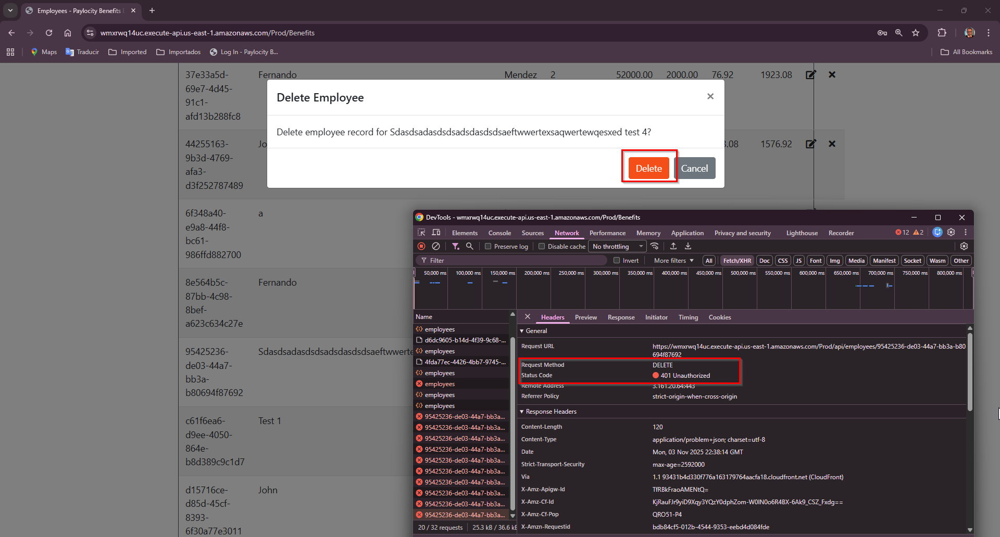 Employees - Paylocity Benefits
wmxrwq14uc.execute-api.us-east-1.amazonaws.com/Prod/Benefits
Maps
Traducir
Imported
Importados
Log In - Paylocity B...
All Bookmarks
37e33a5d-
69e7-4d45-
91c1-
afd13b288fc8
Fernando
Mendez
2
52000.00
2000.00
76.92
1923.08
Delete Employee
×
Delete employee record for Sdasdsadasdsdsadsdasdsdsaeftwwertexsaqwertewqesxed test 4?
Delete
Cancel
44255163-
9b3d-4769-
afa3-
d3f252787489
Jo
.08
1576.92
6f348a40-
e9a8-44f8-
bc61-
986ffd882700
a
8e564b5c-
87bb-4c98-
8bef-
a623c634c27e
Fernando
95425236-
de03-44a7-
bb3a-
b80694f87692
Sdasdsadasdsdsadsdasdsdsaeftwwerte
c61f6ea6-
d9ee-4050-
864e-
b8d389c9c1d7
Test 1
d15716ce-
d85d-45cf-
8393-
6f30a77e3011
John
DevTools - wmxrwq14uc.execute-api.us-east-1.amazonaws.com/Prod/Benefits
Elements
Console
Sources
Network
Performance
Memory
Application
Privacy and security
Lighthouse
Recorder
12
2
Preserve log
Disable cache
No throttling
Filter
Invert
More filters
All
Fetch/XHR
Doc
CSS
JS
Font
Img
Media
Manifest
Socket
Wasm
Other
50,000 ms
100,000 ms
150,000 ms
200,000 ms
250,000 ms
300,000 ms
350,000 ms
400,000 ms
450,000 ms
500,000 ms
550,000 ms
600,000 ms
650,000 ms
700,000 ms
750,000 ms
800,000 ms
Name
employees
d6dc9605-b14d-4f39-9c68-...
employees
4fda77ec-4426-4bb7-9745-...
employees
employees
employees
employees
95425236-de03-44a7-bb3a...
95425236-de03-44a7-bb3a...
95425236-de03-44a7-bb3a...
95425236-de03-44a7-bb3a...
95425236-de03-44a7-bb3a...
95425236-de03-44a7-bb3a...
95425236-de03-44a7-bb3a...
95425236-de03-44a7-bb3a...
95425236-de03-44a7-bb3a...
95425236-de03-44a7-bb3a...
20 / 32 requests
25.3 kB / 36.6 kB
Headers
Preview
Response
Initiator
Timing
Cookies
General
Request URL
https://wmxrwq14uc.execute-api.us-east-1.amazonaws.com/Prod/api/employees/95425236-de03-44a7-bb3a-b80
694f87692
Request Method
DELETE
Status Code
401 Unauthorized
Remote Address
3.161.20.64:443
Referrer Policy
strict-origin-when-cross-origin
Response Headers
Content-Length
120
Content-Type
application/problem+json; charset=utf-8
Date
Mon, 03 Nov 2025 22:38:14 GMT
Strict-Transport-Security
max-age=2592000
Via
1.1 93431b4d330f776a163179764aacfa18.cloudfront.net (CloudFront)
X-Amz-Apigw-Id
TfRBkFraoAMENtQ=
X-Amz-Cf-Id
KjRauFJr9yiD9Xqy3YQzY0dphZom-W0IN0o6R4BX-6Ak9_CSZ_Fxdg==
X-Amz-Cf-Pop
QRO51-P4
X-Amzn-Requestid
bdb84cf5-012b-4544-9353-eebd4d084fde